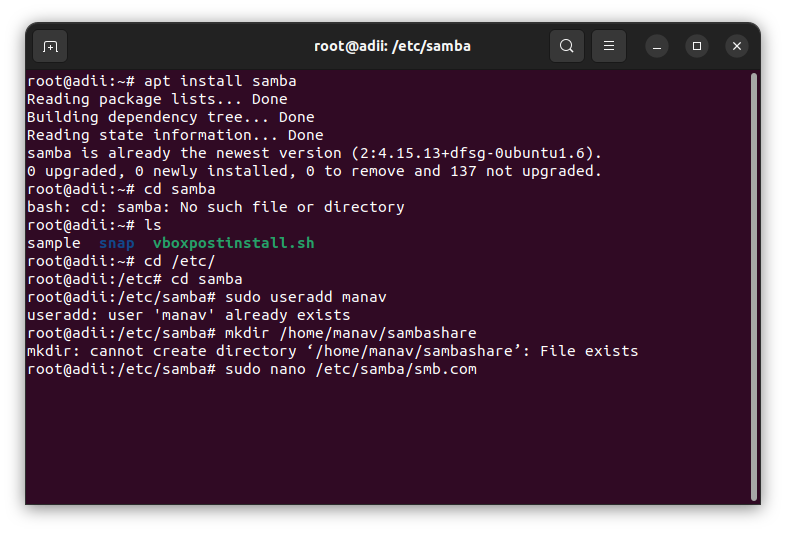 root@adii: /etc/samba
root@adii:~# apt install samba
Reading package lists... Done
Building dependency tree... Done
Reading state information... Done
samba is already the newest version (2:4.15.13+dfsg-0ubuntu1.6).
0 upgraded, 0 newly installed, 0 to remove and 137 not upgraded.
root@adii:~# cd samba
bash: cd: samba: No such file or directory
root@adii:~# ls
sample  snap  vboxpostinstall.sh
root@adii:~# cd /etc/
root@adii:/etc# cd samba
root@adii:/etc/samba# sudo useradd manav
useradd: user 'manav' already exists
root@adii:/etc/samba# mkdir /home/manav/sambashare
mkdir: cannot create directory ‘/home/manav/sambashare’: File exists
root@adii:/etc/samba# sudo nano /etc/samba/smb.com